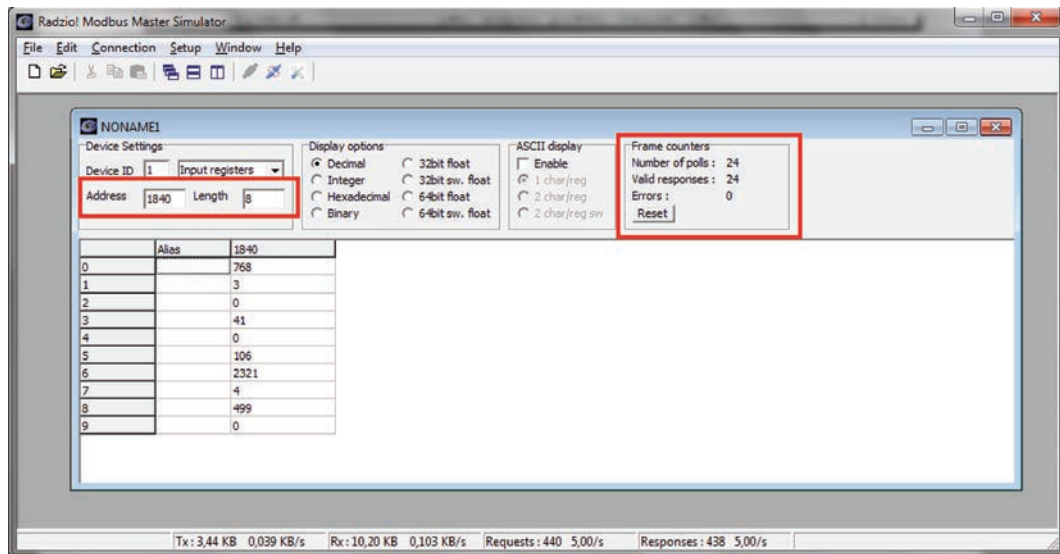 Radzio! Modbus Master Simulator
File Edit Connection Setup Window Help
NONAME1
Device Settings
Device ID 1 Input registers
Address 1840 Length 8
Display options
Decimal 32bit float
Integer 32bit sw. float
Hexadecimal 64bit float
Binary 64bit sw. float
ASCII display
Enable
1 char/reg
2 char/reg
2 char/reg sw
Frame counters
Number of polls : 24
Valid responses : 24
Errors : 0
Reset
Alias 1840
0 768
1 3
2 0
3 41
4 0
5 106
6 2321
7 4
8 499
9 0
Tx : 3,44 KB 0,039 KB/s Rx : 10,20 KB 0,103 KB/s Requests : 440 5,00/s Responses : 438 5,00/s